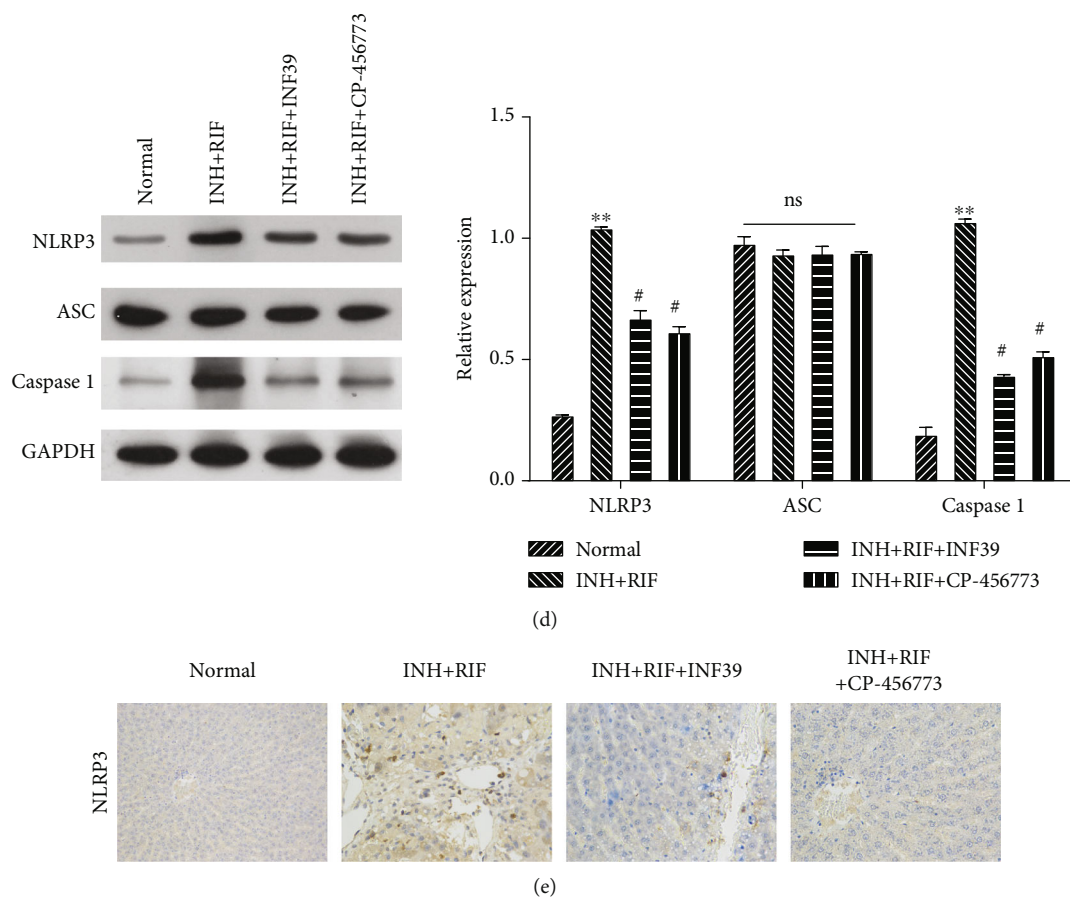 Normal
INH+RIF
INH+RIF+INF39
INH+RIF+CP-456773
NLRP3
ASC
Caspase 1
GAPDH
Relative expression
1.5
1.0
0.5
0.0
**
#
#
ns
**
#
#
NLRP3
ASC
Caspase 1
Normal
INH+RIF
INH+RIF+INF39
INH+RIF+CP-456773
(d)
Normal
INH+RIF
INH+RIF+INF39
INH+RIF
+CP-456773
NLRP3
(e)